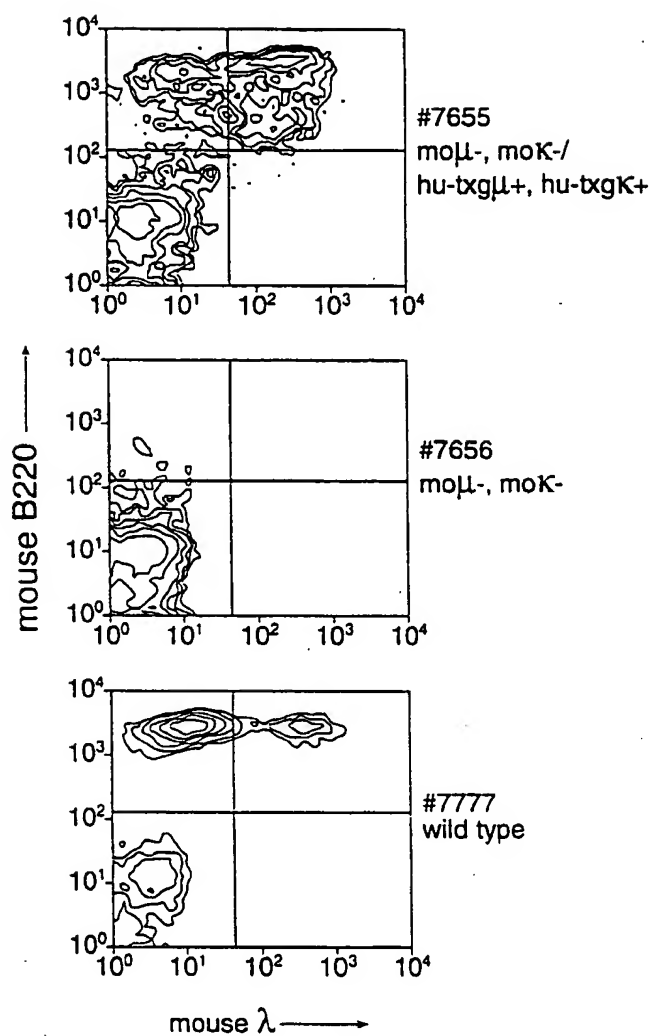 10⁴
10³
10²
10¹
10⁰
10⁰ 10¹ 10² 10³ 10⁴
#7655
moμ-, moκ-/
hu-txgμ+, hu-txgκ+
10⁴
10³
10²
10¹
10⁰
10⁰ 10¹ 10² 10³ 10⁴
#7656
moμ-, moκ-
mouse B220
10⁴
10³
10²
10¹
10⁰
10⁰ 10¹ 10² 10³ 10⁴
#7777
wild type
mouse λ